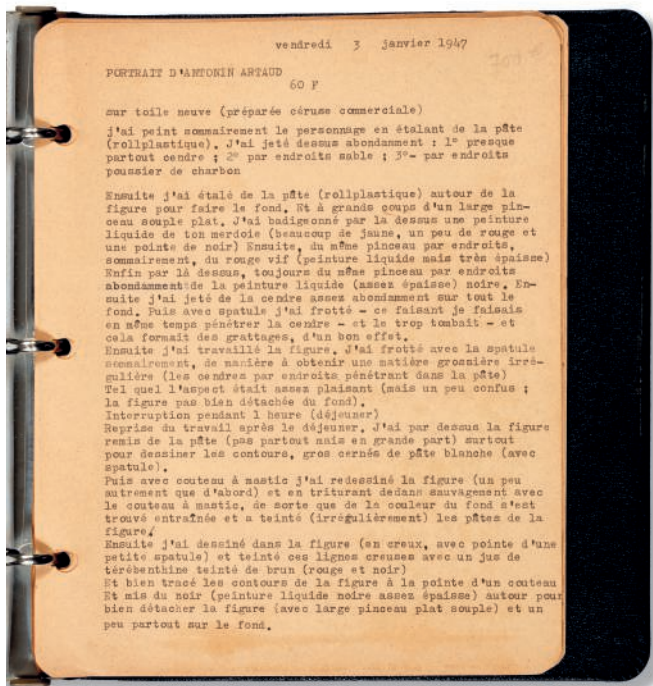 vendredi 3 janvier 1947
PORTRAIT D'ANTONIN ARTAUD
60 F
sur toile neuve (préparée céruse commerciale)
j'ai peint sommairement le personnage en étalant de la pâte
(rollplastique). J'ai jeté dessus abondamment : 1° presque
partout cendre ; 2° par endroits sable ; 3°- par endroits
poussier de charbon
Ensuite j'ai étalé de la pâte (rollplastique) autour de la
figure pour faire le fond. Et à grands coups d'un large pin-
ceau souple plat. J'ai badigeonné par la dessus une peinture
liquide de ton merdoie (beaucoup de jaune, un peu de rouge et
une pointe de noir) Ensuite, du même pinceau par endroits,
sommairement, du rouge vif (peinture liquide mais très épaisse)
Enfin par là dessus, toujours du même pinceau par endroits
abondamment de la peinture liquide (assez épaisse) noire. En-
suite j'ai jeté de la cendre assez abondamment sur tout le
fond. Puis avec spatule j'ai frotté - ce faisant je faisais
en même temps pénétrer la cendre - et le trop tombait - et
cela formait des grattages, d'un bon effet.
Ensuite j'ai travaillé la figure. J'ai frotté avec la spatule
sommairement, de manière à obtenir une matière grossière irré-
gulière (les cendres par endroits pénétrant dans la pâte)
Tel quel l'aspect était assez plaisant (mais un peu confus ;
la figure pas bien détachée du fond).
Interruption pendant 1 heure (déjeuner)
Reprise du travail après le déjeuner. J'ai par dessus la figure
remis de la pâte (pas partout mais en grande part) surtout
pour dessiner les contours, gros cernés de pâte blanche (avec
spatule).
Puis avec couteau à mastic j'ai redessiné la figure (un peu
autrement que d'abord) et en triturant dedans sauvagement avec
le couteau à mastic, de sorte que de la couleur du fond s'est
trouvé entraînée et a teinté (irrégulièrement) les pâtes de la
figure.
Ensuite j'ai dessiné dans la figure (en creux, avec pointe d'une
petite spatule) et teinté ces lignes creuses avec un jus de
térébenthine teinté de brun (rouge et noir)
Et bien tracé les contours de la figure à la pointe d'un couteau
Et mis du noir (peinture liquide noire assez épaisse) autour pour
bien détacher la figure (avec large pinceau plat souple) et un
peu partout sur le fond.